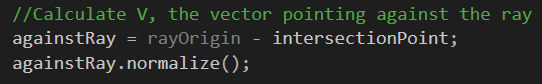 //Calculate V, the vector pointing against the ray
againstRay = rayOrigin - intersectionPoint;
againstRay.normalize();